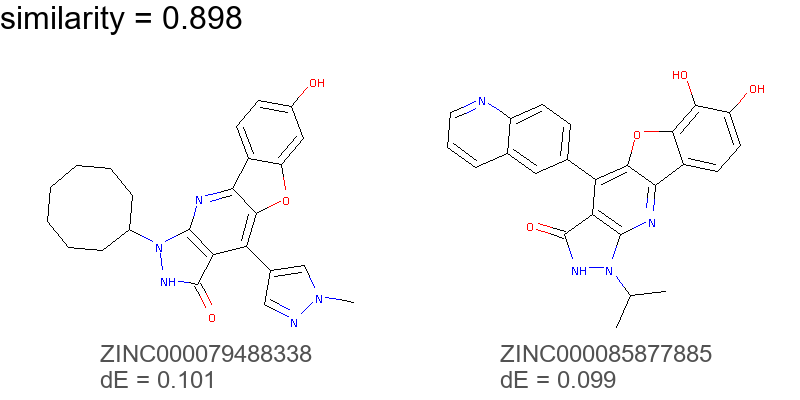 similarity = 0.898
OH
N
O
N
NH
O
N
N
N
HO
OH
O
N
O
NH
N
ZINC000079488338
dE = 0.101
ZINC000085877885
dE = 0.099